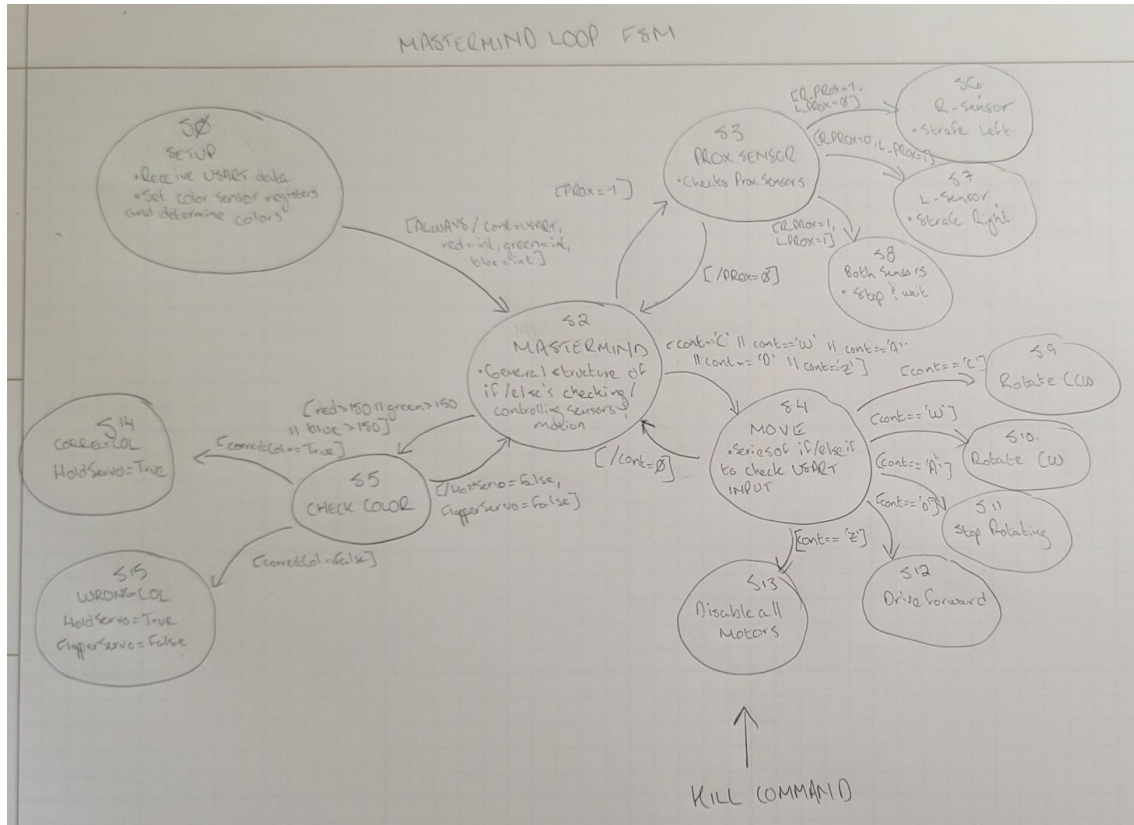 MASTERMIND LOOP FSM
SØ
SETUP
•Receive USART data
•Set color sensor registers
and determine colors
[ALWAYS / cont=USART,
red=int, green=int,
blue=int]
S3
PROX SENSOR
•Checks Prox Sensors
[PROX=1]
[/PROX=Ø]
[R_PROX=1,
L_PROX=Ø]
S6
R-Sensor
•Strafe Left
[R_PROX=0, L_PROX=1]
S7
L-Sensor
•Strafe Right
[R_PROX=1,
L_PROX=1]
S8
Both Sensors
•Stop & wait
S2
MASTERMIND
•General structure of
if/else's checking/
controlling sensors &
motion
[cont=='C' || cont=='W' || cont=='A'
|| cont=='D' || cont='Z']
[/cont=Ø]
S4
MOVE
•Series of if/else if
to check USART
INPUT
[cont=='C']
S9
Rotate CCW
[cont=='W']
S10
Rotate CW
[cont=='A']
S11
Stop Rotating
[cont=='D']
S12
Drive Forward
[cont=='Z']
S13
Disable all
Motors
KILL COMMAND
[red>150 || green>150
|| blue>150]
S5
CHECK COLOR
[/HoldServo=False,
FlipperServo=False]
[correctCol==True]
S14
CORRECTCOL
HoldServo=True
[correctCol=False]
S15
WRONGCOL
HoldServo=True
FlipperServo=False